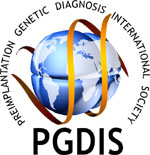 PREIMPLANTATION GENETIC DIAGNOSIS INTERNATIONAL SOCIETY
PGDIS